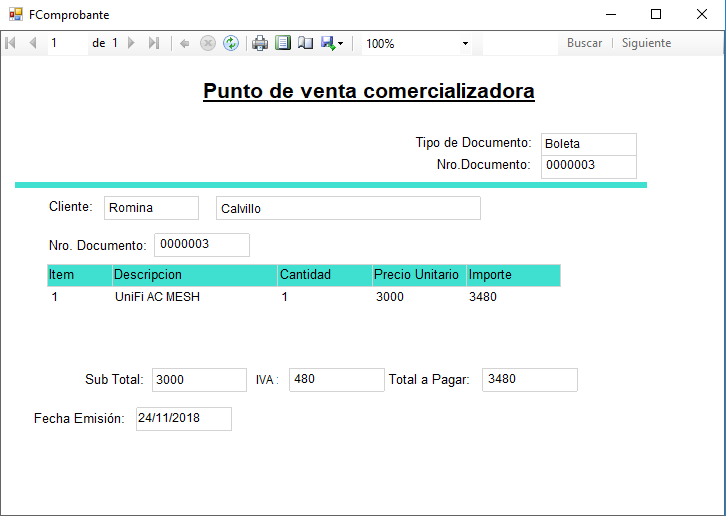 FComprobante
1 de 1 100% Buscar | Siguiente
Punto de venta comercializadora
Tipo de Documento: Boleta
Nro.Documento: 0000003
Cliente: Romina Calvillo
Nro. Documento: 0000003
Item Descripcion Cantidad Precio Unitario Importe
1 UniFi AC MESH 1 3000 3480
Sub Total: 3000 IVA : 480 Total a Pagar: 3480
Fecha Emisión: 24/11/2018